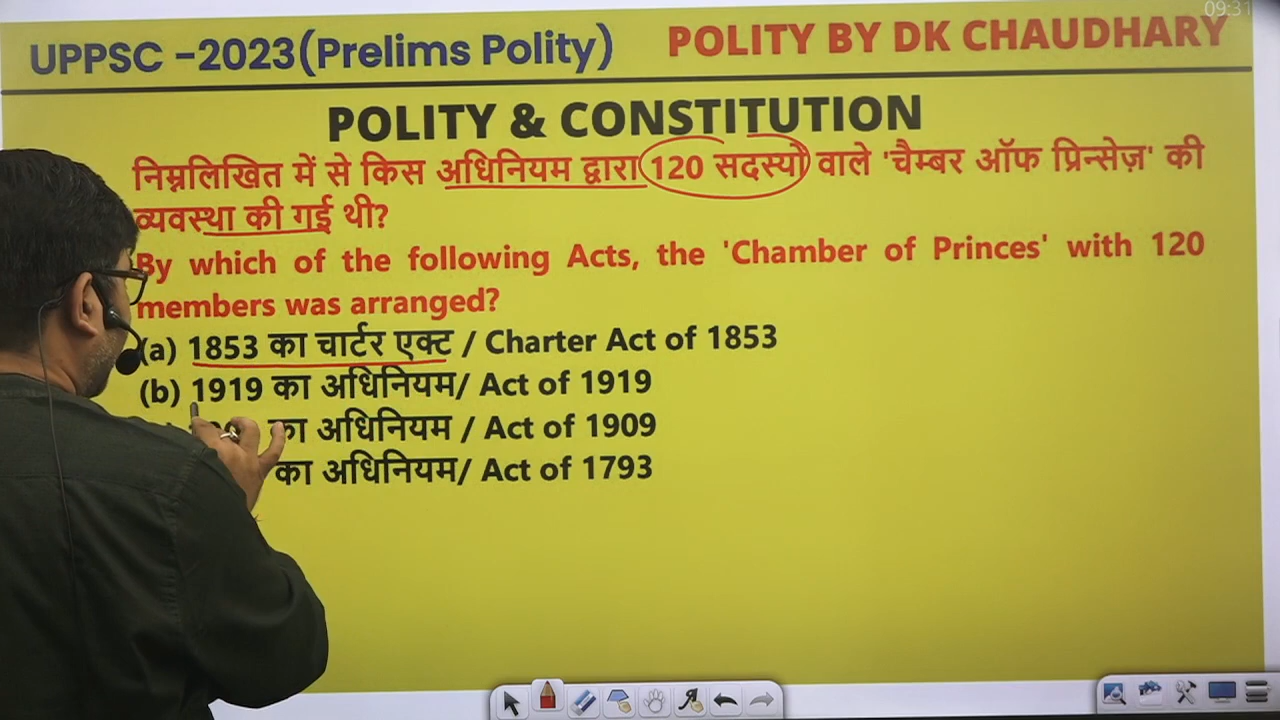 09:31
UPPSC -2023(Prelims Polity) POLITY BY DK CHAUDHARY
POLITY & CONSTITUTION
निम्नलिखित में से किस अधिनियम द्वारा 120 सदस्यों वाले 'चैम्बर ऑफ प्रिन्सेज़' की
व्यवस्था की गई थी?
By which of the following Acts, the 'Chamber of Princes' with 120
members was arranged?
(a) 1853 का चार्टर एक्ट / Charter Act of 1853
(b) 1919 का अधिनियम/ Act of 1919
का अधिनियम / Act of 1909
का अधिनियम/ Act of 1793